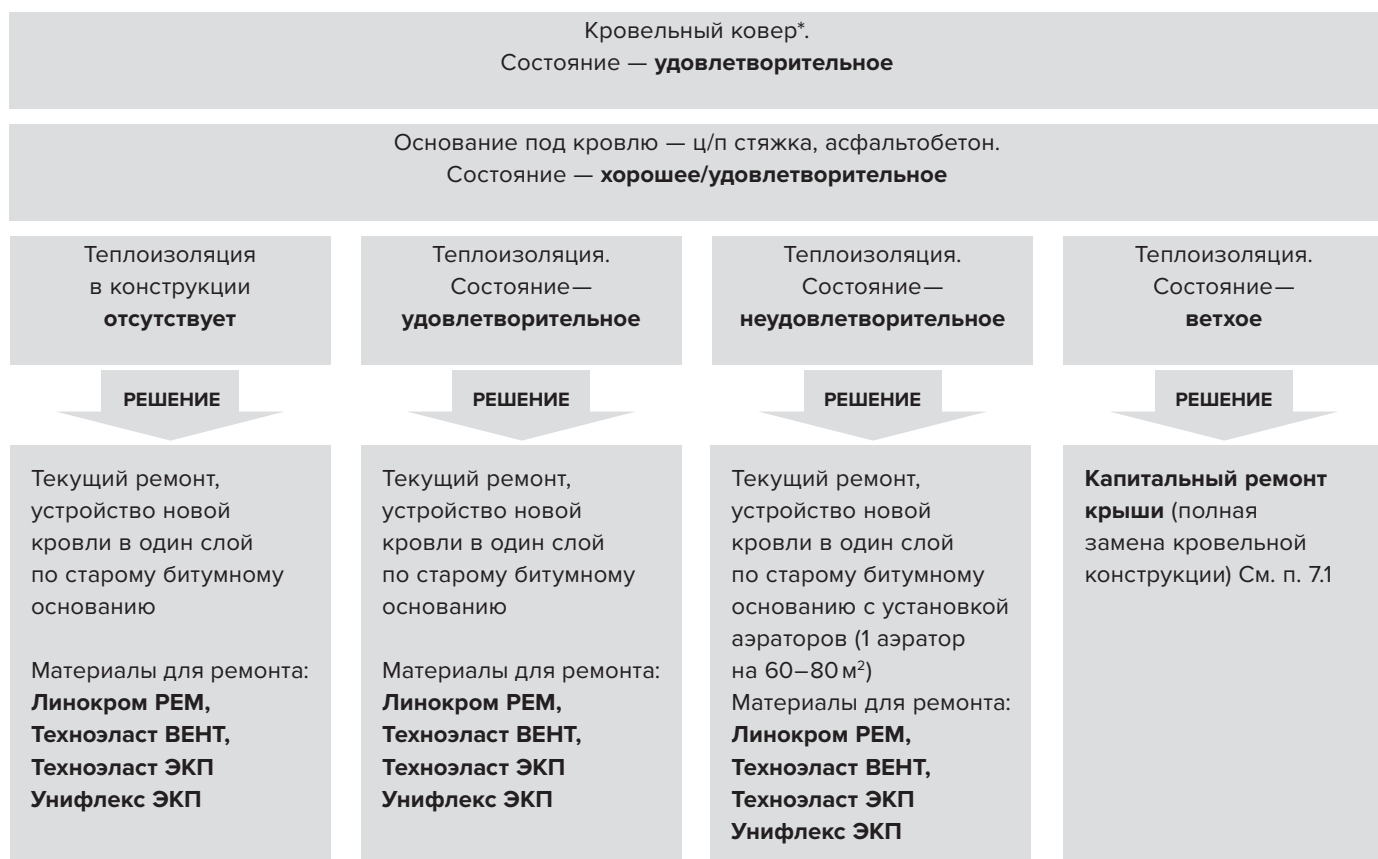 Кровельный ковер*.
Состояние — удовлетворительное
Основание под кровлю — ц/п стяжка, асфальтобетон.
Состояние — хорошее/удовлетворительное
Теплоизоляция
в конструкции
отсутствует
РЕШЕНИЕ
Текущий ремонт,
устройство новой
кровли в один слой
по старому битумному
основанию
Материалы для ремонта:
Линокром РЕМ,
Техноэласт ВЕНТ,
Техноэласт ЭКП
Унифлекс ЭКП
Теплоизоляция.
Состояние—
удовлетворительное
РЕШЕНИЕ
Текущий ремонт,
устройство новой
кровли в один слой
по старому битумному
основанию
Материалы для ремонта:
Линокром РЕМ,
Техноэласт ВЕНТ,
Техноэласт ЭКП
Унифлекс ЭКП
Теплоизоляция.
Состояние—
неудовлетворительное
РЕШЕНИЕ
Текущий ремонт,
устройство новой
кровли в один слой
по старому битумному
основанию с установкой
аэраторов (1 аэратор
на 60–80 м²)
Материалы для ремонта:
Линокром РЕМ,
Техноэласт ВЕНТ,
Техноэласт ЭКП
Унифлекс ЭКП
Теплоизоляция.
Состояние—
ветхое
РЕШЕНИЕ
Капитальный ремонт
крыши (полная
замена кровельной
конструкции) См. п. 7.1